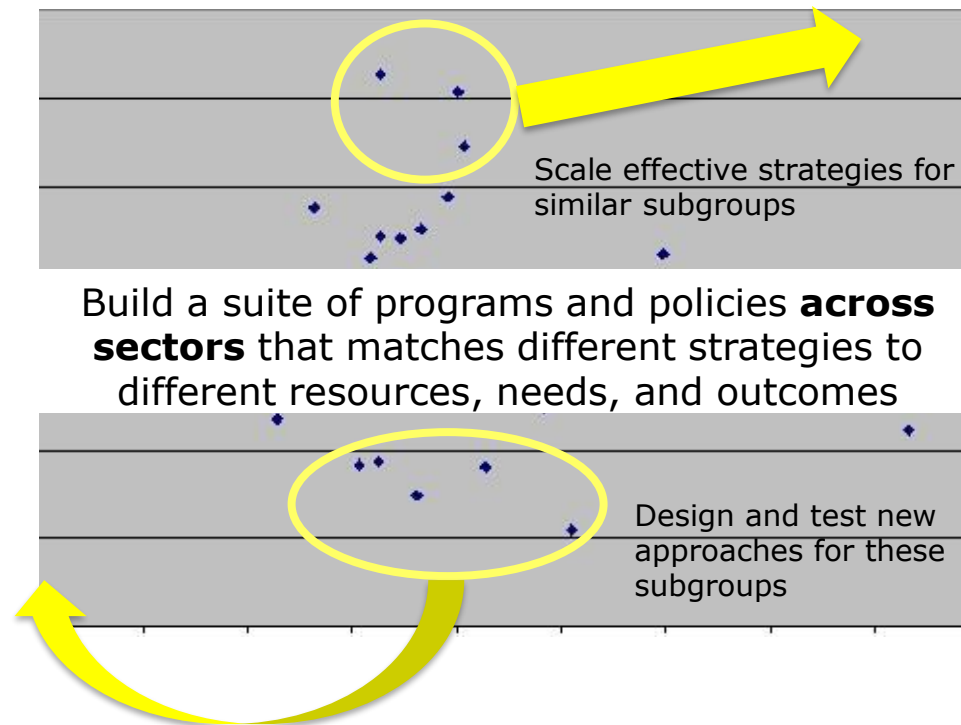 Scale effective strategies for
similar subgroups
Build a suite of programs and policies across
sectors that matches different strategies to
different resources, needs, and outcomes
Design and test new
approaches for these
subgroups